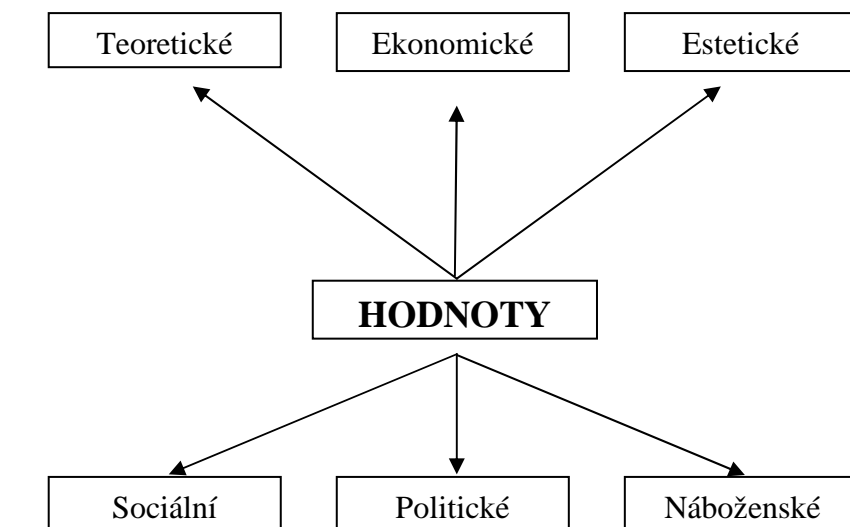 Teoretické
Ekonomické
Estetické
HODNOTY
Sociální
Politické
Náboženské